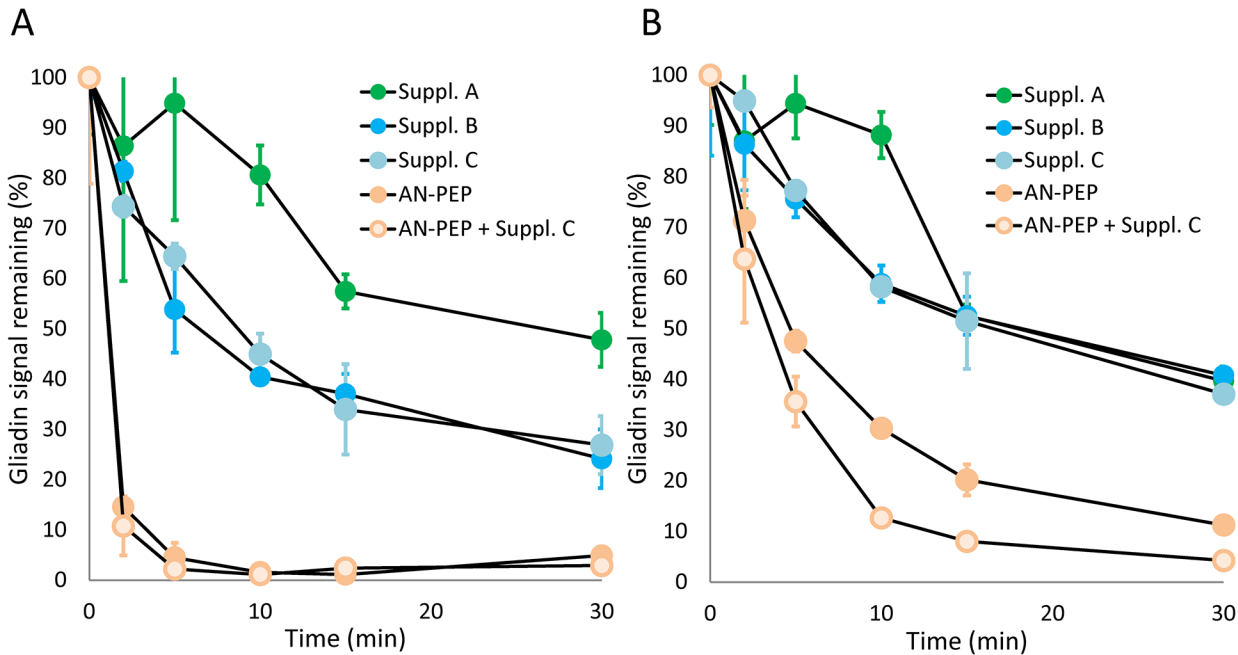 A
Gliadin signal remaining (%)
100
90
80
70
60
50
40
30
20
10
0
0
10
20
30
Time (min)
Suppl. A
Suppl. B
Suppl. C
AN-PEP
AN-PEP + Suppl. C
B
Gliadin signal remaining (%)
100
90
80
70
60
50
40
30
20
10
0
0
10
20
30
Time (min)
Suppl. A
Suppl. B
Suppl. C
AN-PEP
AN-PEP + Suppl. C